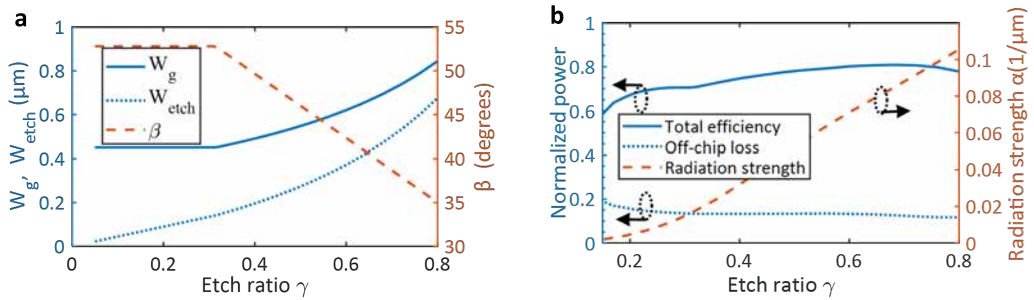 a
W_g, W_etch (μm)
1
0.8
0.6
0.4
0.2
0
W_g
W_etch
β
55
50
45
40
35
30
β (degrees)
0
0.2
0.4
0.6
0.8
Etch ratio γ
b
Normalized power
1
0.8
0.6
0.4
0.2
0
Total efficiency
Off-chip loss
Radiation strength
0.1
0.08
0.06
0.04
0.02
0
Radiation strength α(1/μm)
0.2
0.4
0.6
0.8
Etch ratio γ